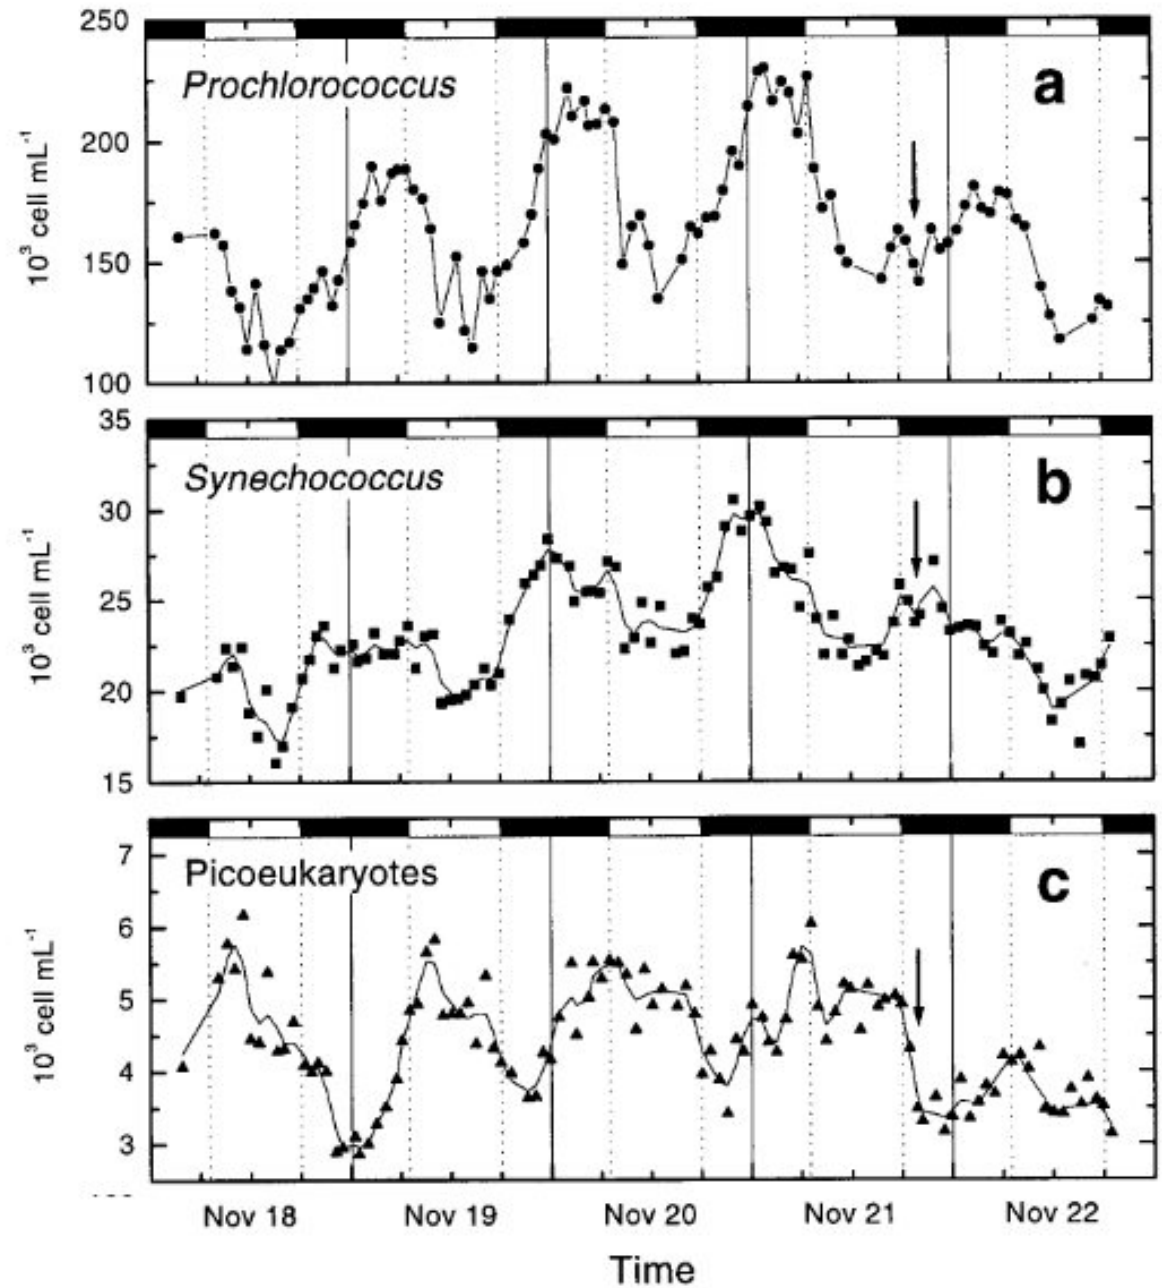 250
Prochlorococcus
a
200
10³ cell mL⁻¹
150
100
35
Synechococcus
b
30
25
10³ cell mL⁻¹
20
15
7
Picoeukaryotes
c
6
5
10³ cell mL⁻¹
4
3
Nov 18 Nov 19 Nov 20 Nov 21 Nov 22
Time